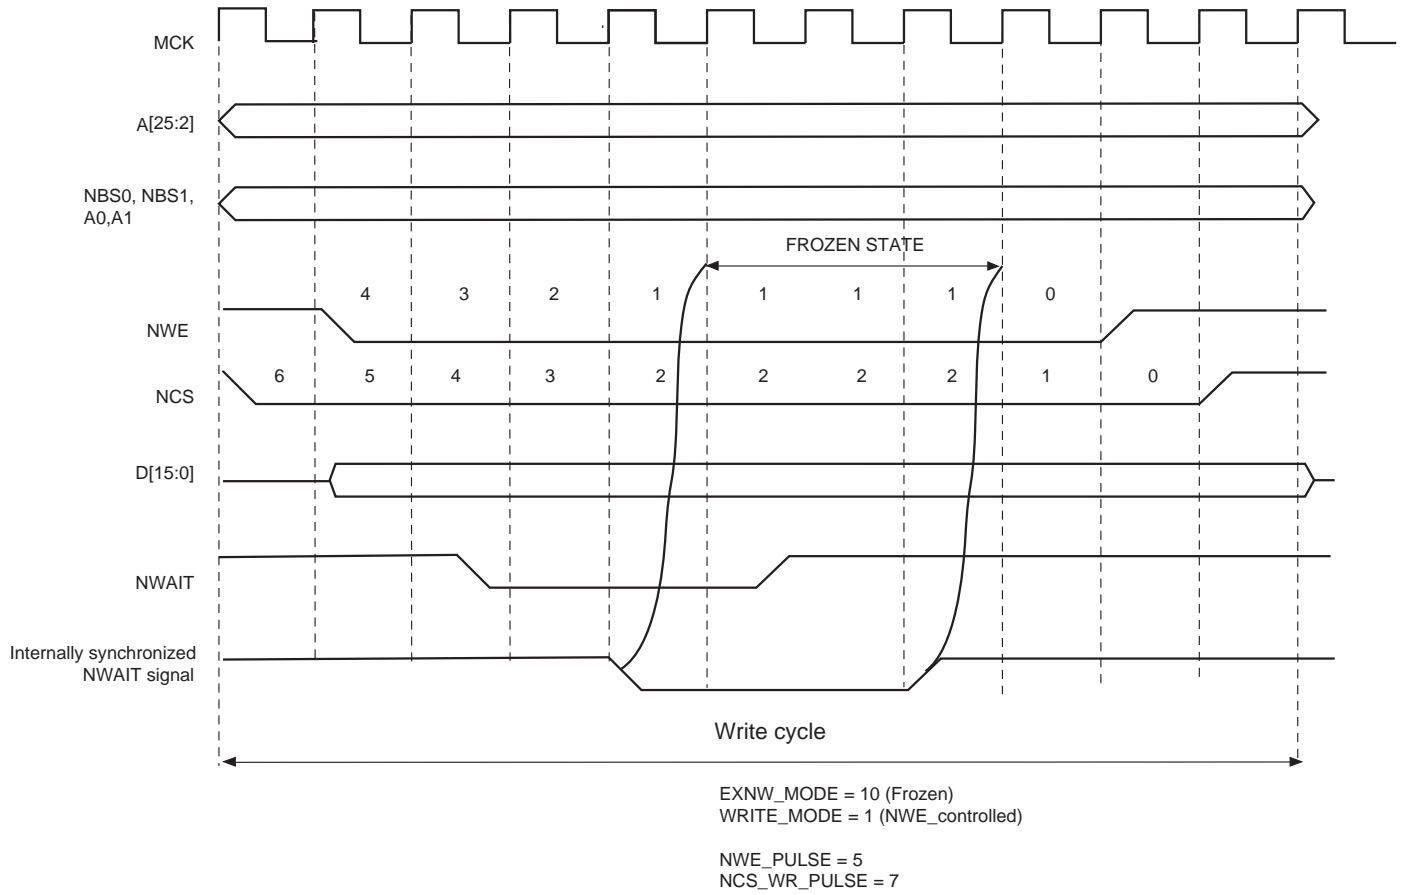 MCK
A[25:2]
NBS0, NBS1,
A0,A1
FROZEN STATE
4 3 2 1 1 1 1 0
NWE
6 5 4 3 2 2 2 2 1 0
NCS
D[15:0]
NWAIT
Internally synchronized
NWAIT signal
Write cycle
EXNW_MODE = 10 (Frozen)
WRITE_MODE = 1 (NWE_controlled)
NWE_PULSE = 5
NCS_WR_PULSE = 7